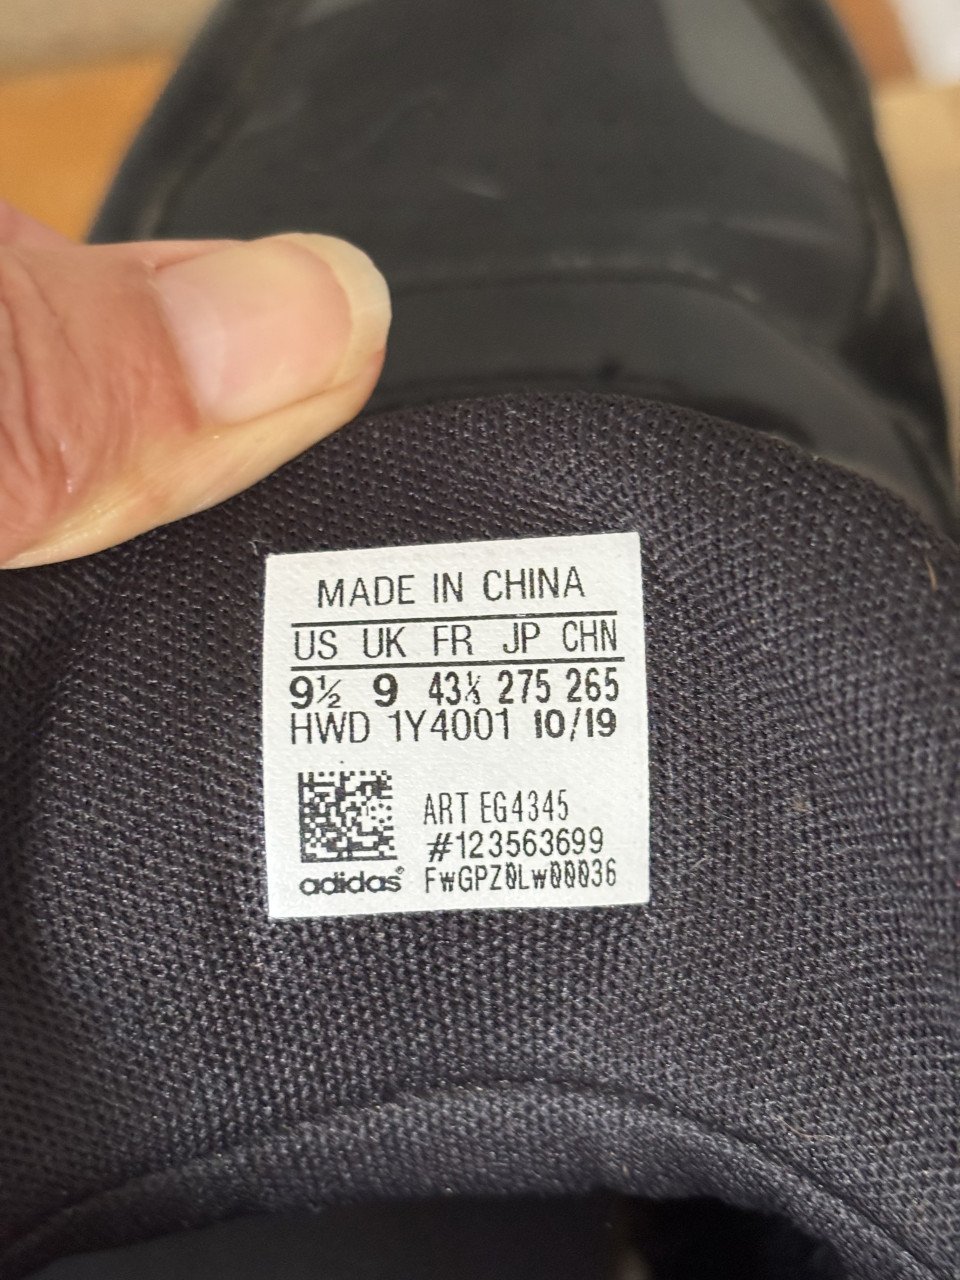 MADE IN CHINA
US UK FR JP CHN
9½ 9 43⅓ 275 265
HWD 1Y4001 10/19
ART EG4345
#123563699
adidas® FwGPZ0Lw00036